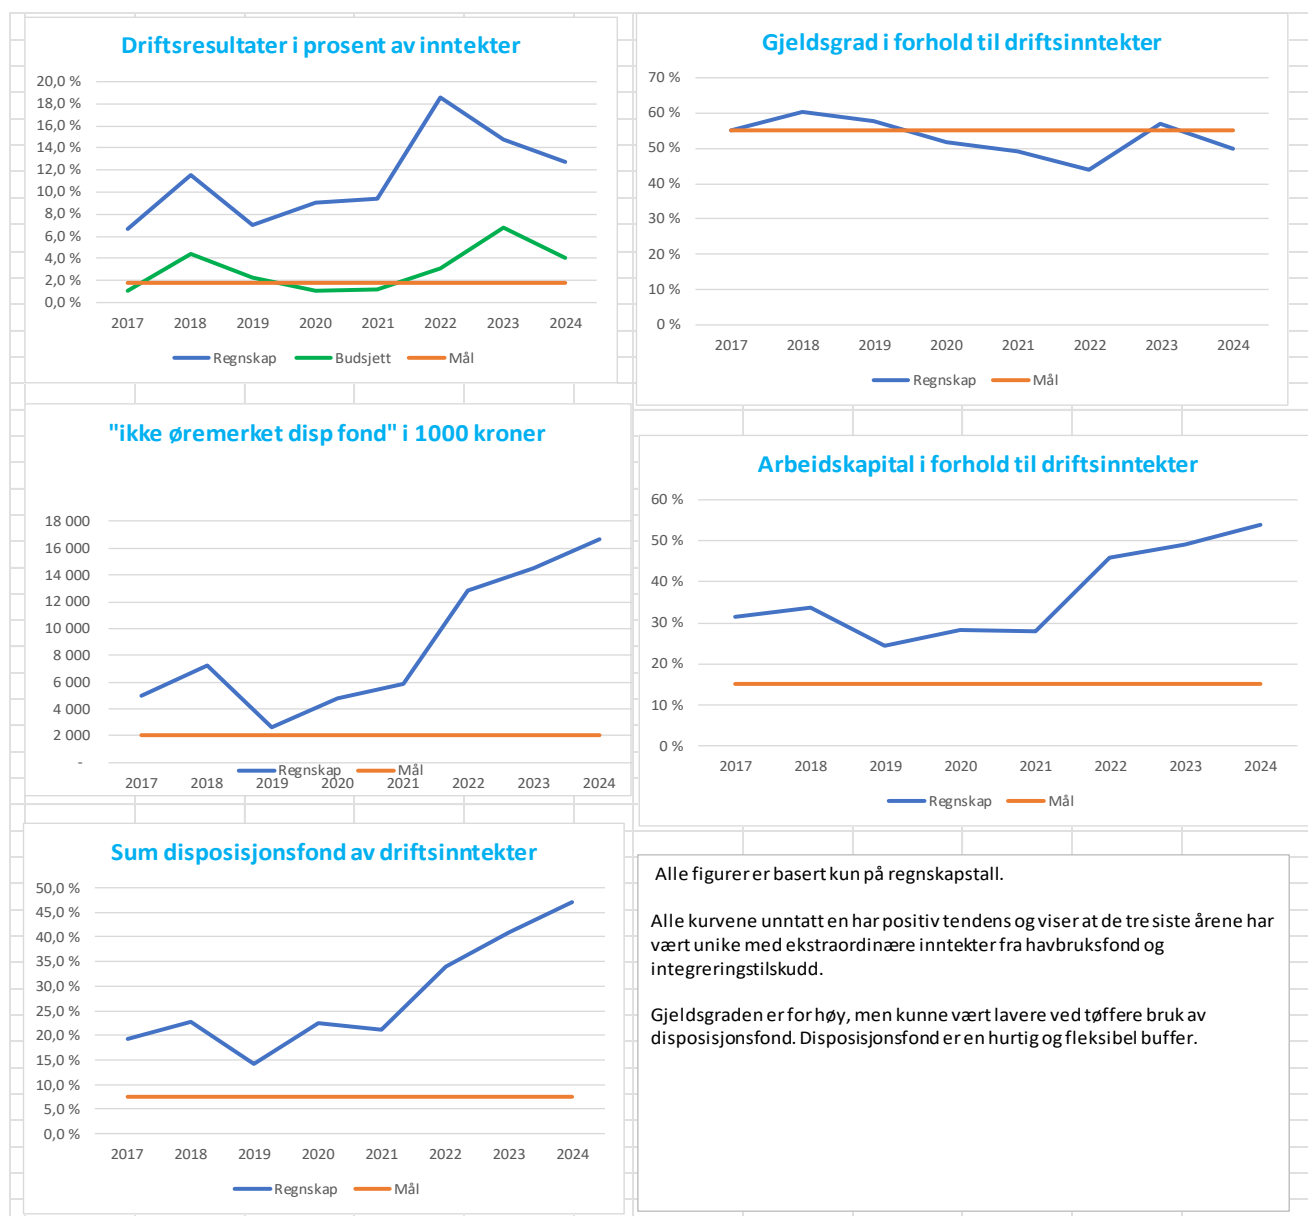 Driftsresultater i prosent av inntekter
20,0 %
18,0 %
16,0 %
14,0 %
12,0 %
10,0 %
8,0 %
6,0 %
4,0 %
2,0 %
0,0 %
2017 2018 2019 2020 2021 2022 2023 2024
Regnskap Budsjett Mål
Gjeldsgrad i forhold til driftsinntekter
70 %
60 %
50 %
40 %
30 %
20 %
10 %
0 %
2017 2018 2019 2020 2021 2022 2023 2024
Regnskap Mål
"ikke øremerket disp fond" i 1000 kroner
18 000
16 000
14 000
12 000
10 000
8 000
6 000
4 000
2 000
-
Regnskap Mål
2017 2018 2019 2020 2021 2022 2023 2024
Arbeidskapital i forhold til driftsinntekter
60 %
50 %
40 %
30 %
20 %
10 %
0 %
2017 2018 2019 2020 2021 2022 2023 2024
Regnskap Mål
Sum disposisjonsfond av driftsinntekter
50,0 %
45,0 %
40,0 %
35,0 %
30,0 %
25,0 %
20,0 %
15,0 %
10,0 %
5,0 %
0,0 %
2017 2018 2019 2020 2021 2022 2023 2024
Regnskap Mål
Alle figurer er basert kun på regnskapstall.
Alle kurvene unntatt en har positiv tendens og viser at de tre siste årene har
vært unike med ekstraordinære inntekter fra havbruksfond og
integreringstilskudd.
Gjeldsgraden er for høy, men kunne vært lavere ved tøffere bruk av
disposisjonsfond. Disposisjonsfond er en hurtig og fleksibel buffer.